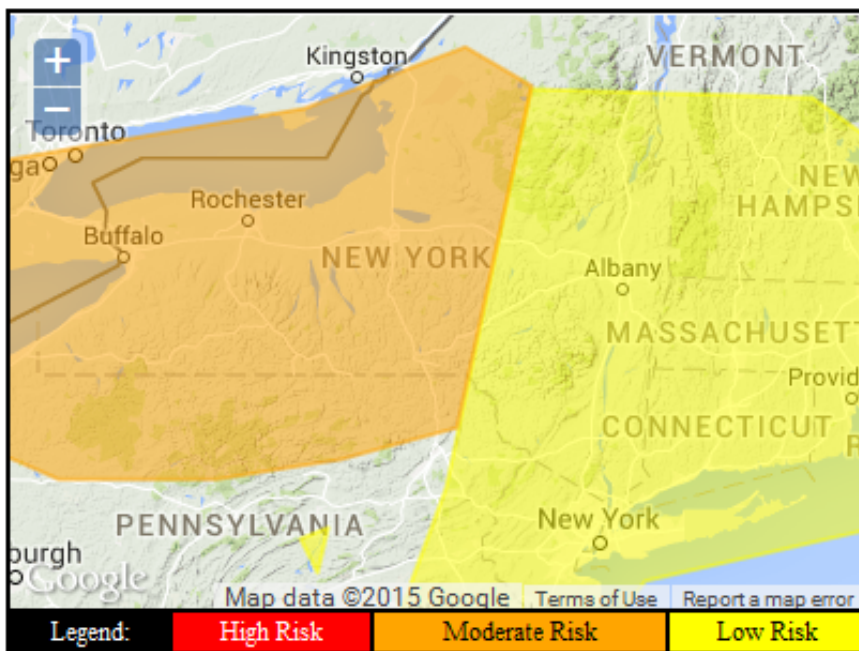 +
Kingston
VERMONT
−
Toronto
ga
NEW
HAMPS
Rochester
Buffalo
NEW YORK
Albany
MASSACHUSETT
Provid
CONNECTICUT
R
PENNSYLVANIA
New York
burgh
Google
Map data ©2015 Google Terms of Use Report a map error
Legend: High Risk Moderate Risk Low Risk